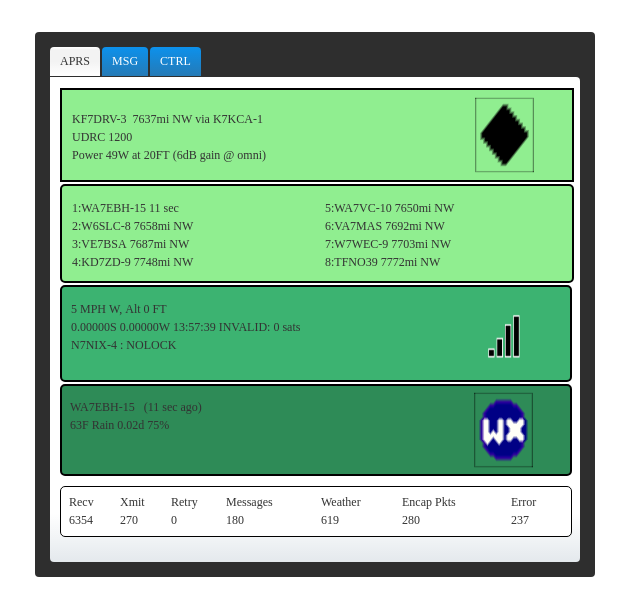 APRS MSG CTRL
KF7DRV-3  7637mi NW via K7KCA-1
UDRC 1200
Power 49W at 20FT (6dB gain @ omni)
1:WA7EBH-15 11 sec
2:W6SLC-8 7658mi NW
3:VE7BSA 7687mi NW
4:KD7ZD-9 7748mi NW
5:WA7VC-10 7650mi NW
6:VA7MAS 7692mi NW
7:W7WEC-9 7703mi NW
8:TFNO39 7772mi NW
5 MPH W, Alt 0 FT
0.00000S 0.00000W 13:57:39 INVALID: 0 sats
N7NIX-4 : NOLOCK
WA7EBH-15   (11 sec ago)
63F Rain 0.02d 75%
WX
Recv Xmit Retry Messages Weather Encap Pkts Error
6354 270 0 180 619 280 237